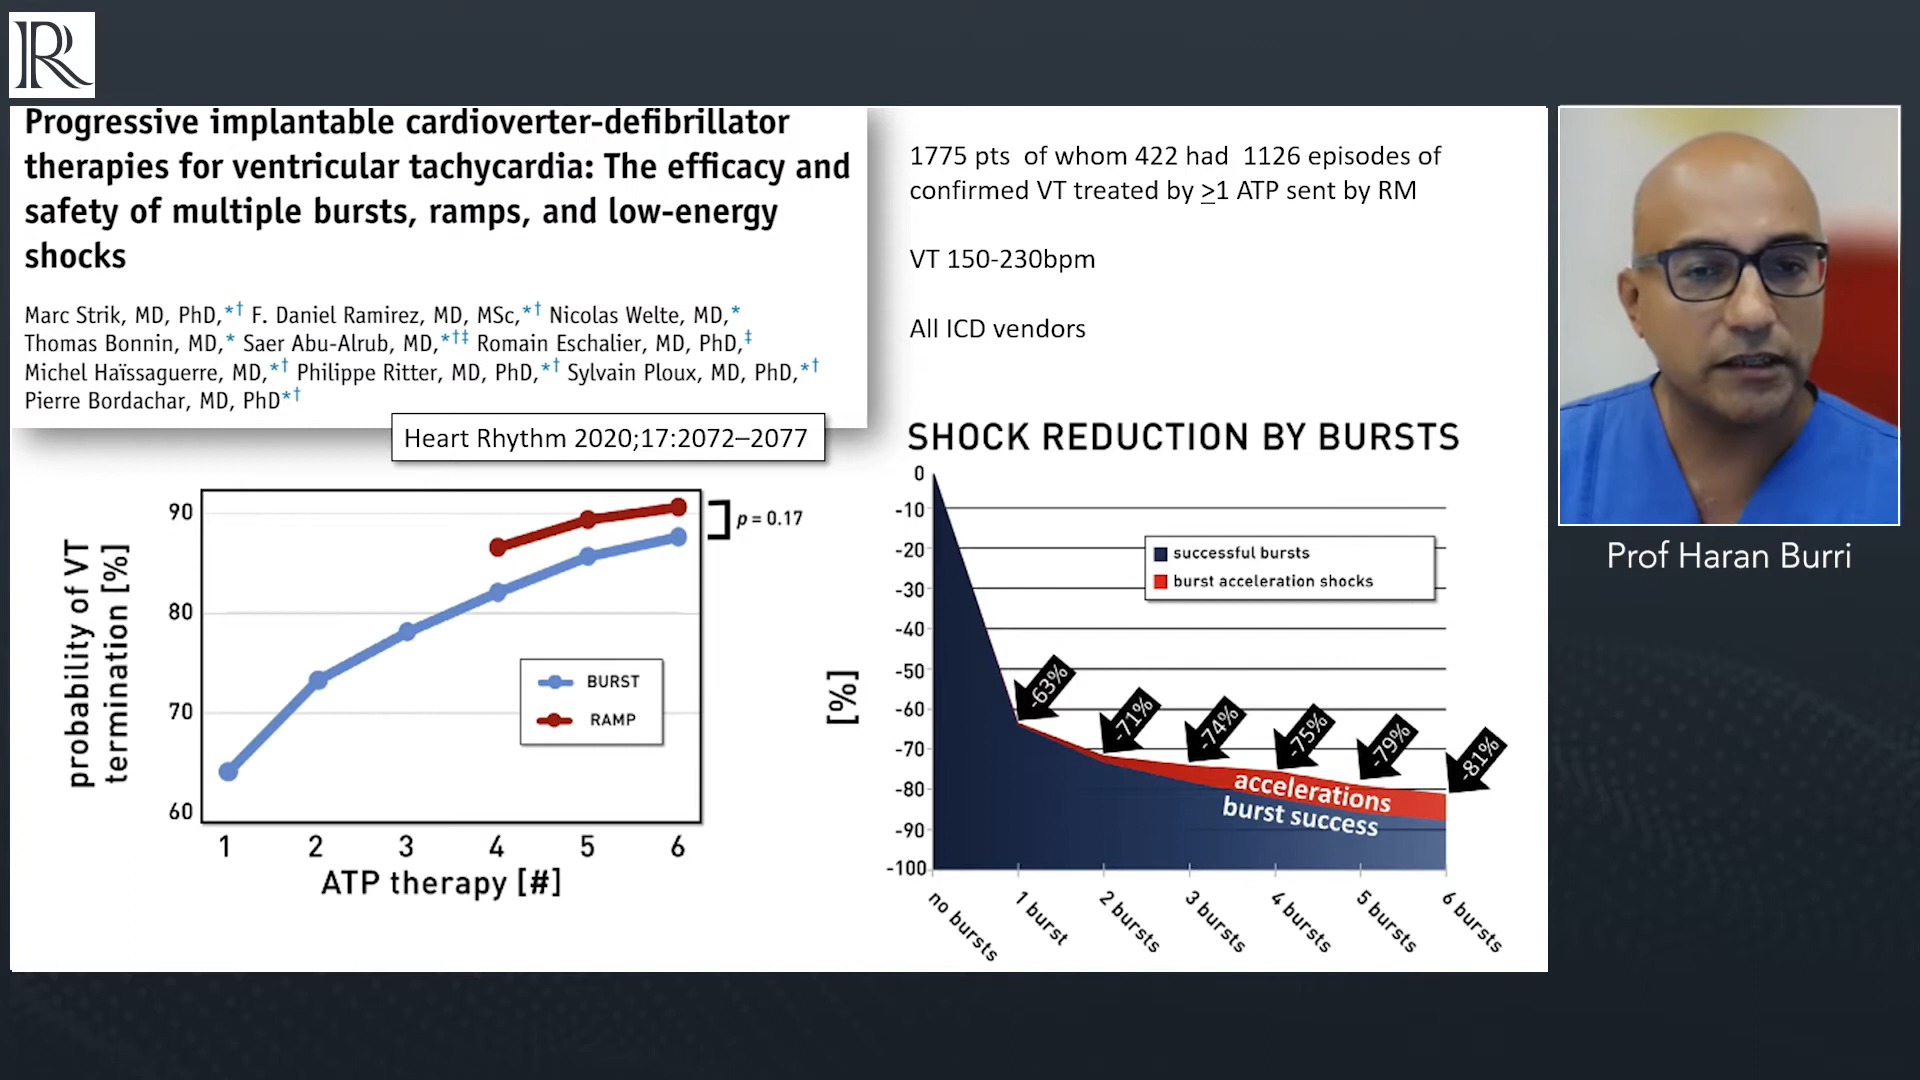 R
Progressive implantable cardioverter-defibrillator
therapies for ventricular tachycardia: The efficacy and
safety of multiple bursts, ramps, and low-energy
shocks
Marc Strik, MD, PhD,*† F. Daniel Ramirez, MD, MSc,*† Nicolas Welte, MD,*
Thomas Bonnin, MD,* Saer Abu-Alrub, MD,*†‡ Romain Eschalier, MD, PhD,‡
Michel Haïssaguerre, MD,*† Philippe Ritter, MD, PhD,*† Sylvain Ploux, MD, PhD,*†
Pierre Bordachar, MD, PhD*†
Heart Rhythm 2020;17:2072–2077
1775 pts of whom 422 had 1126 episodes of
confirmed VT treated by >1 ATP sent by RM
VT 150-230bpm
All ICD vendors
probability of VT
termination [%]
90
80
70
60
p = 0.17
BURST
RAMP
1 2 3 4 5 6
ATP therapy [#]
SHOCK REDUCTION BY BURSTS
[%]
0
-10
-20
-30
-40
-50
-60
-70
-80
-90
-100
successful bursts
burst acceleration shocks
-63%
-71%
-74%
-75%
-79%
-81%
accelerations
burst success
no bursts
1 burst
2 bursts
3 bursts
4 bursts
5 bursts
6 bursts
Prof Haran Burri